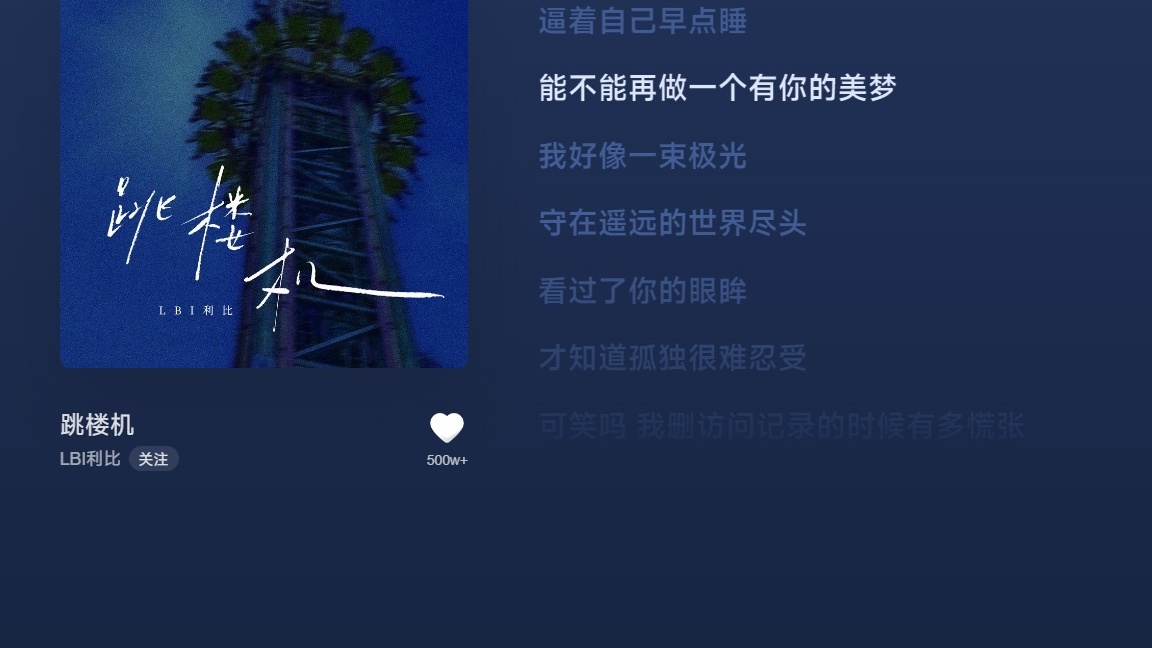 跳楼机
LBI利比
跳楼机
LBI利比 关注
500w+
逼着自己早点睡
能不能再做一个有你的美梦
我好像一束极光
守在遥远的世界尽头
看过了你的眼眸
才知道孤独很难忍受
可笑吗 我删访问记录的时候有多慌张